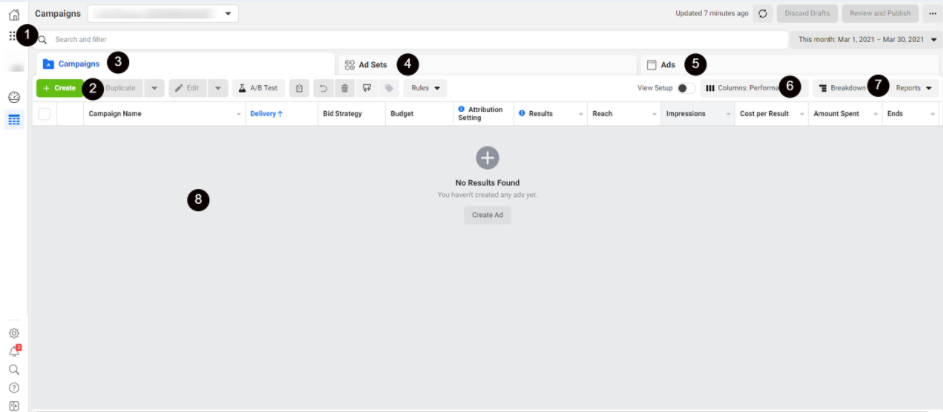 Campaigns
Updated 7 minutes ago
Discard Drafts
Review and Publish
1
Search and filter
This month: Mar 1, 2021 – Mar 30, 2021
Campaigns
3
Ad Sets
4
Ads
5
+ Create
2
Duplicate
Edit
A/B Test
Rules
View Setup
Columns: Performa
6
Breakdown
7
Reports
Campaign Name
Delivery ↑
Bid Strategy
Budget
Attribution
Setting
Results
Reach
Impressions
Cost per Result
Amount Spent
Ends
No Results Found
You haven't created any ads yet.
8
Create Ad
2